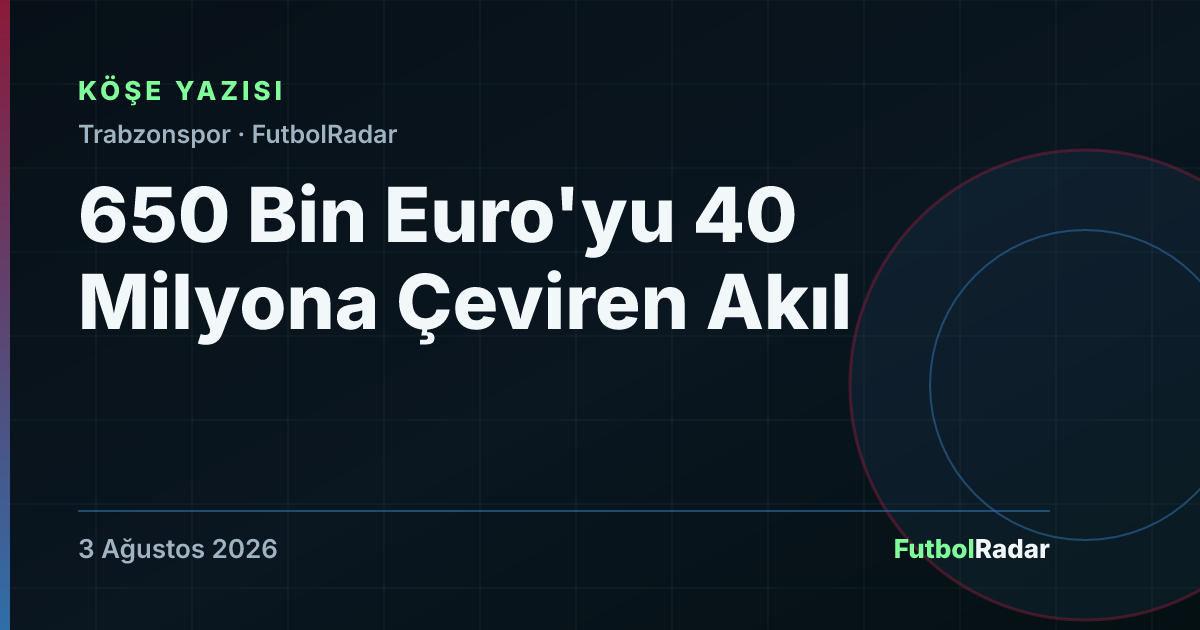 KÖŞE YAZISI
Trabzonspor · FutbolRadar
650 Bin Euro'yu 40
Milyona Çeviren Akıl
3 Ağustos 2026
FutbolRadar